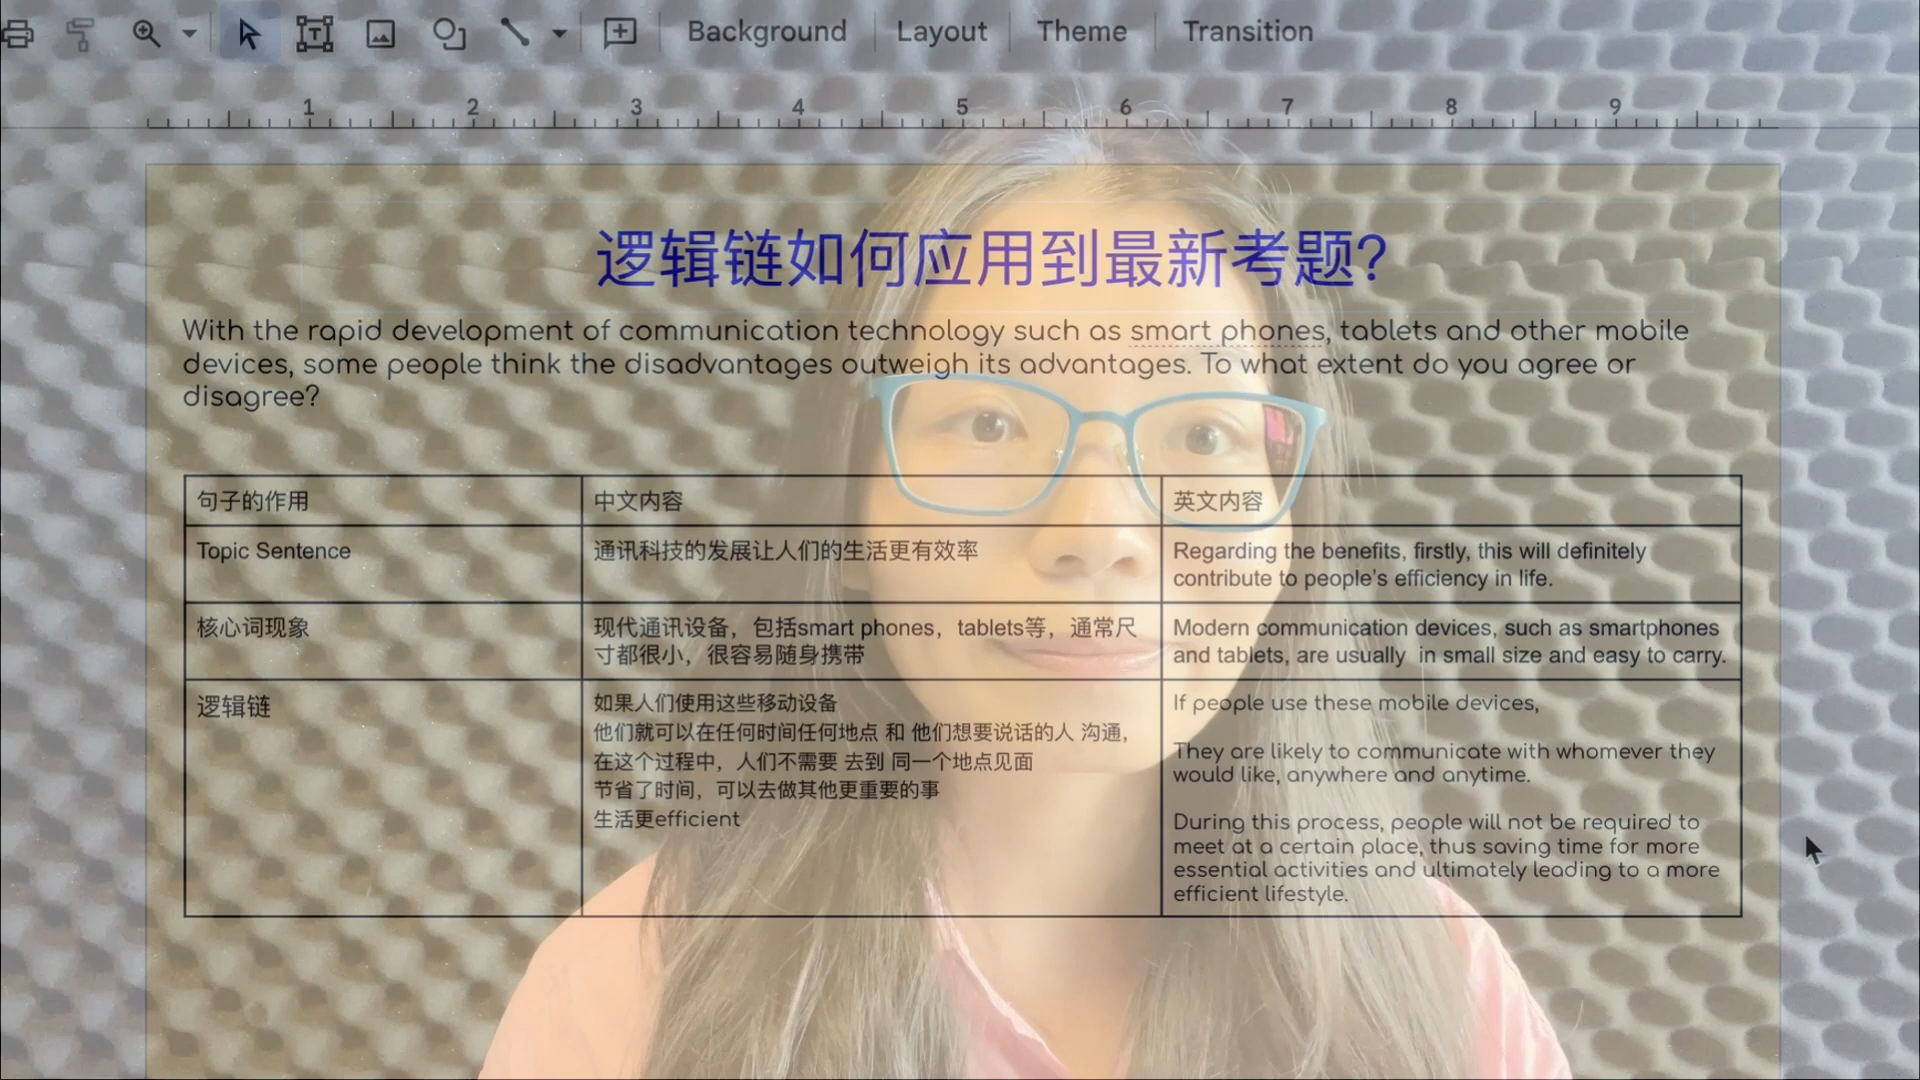 Background Layout Theme Transition
1 2 3 4 5 6 7 8 9
逻辑链如何应用到最新考题?
With the rapid development of communication technology such as smart phones, tablets and other mobile
devices, some people think the disadvantages outweigh its advantages. To what extent do you agree or
disagree?
句子的作用
中文内容
英文内容
Topic Sentence
通讯科技的发展让人们的生活更有效率
Regarding the benefits, firstly, this will definitely
contribute to people's efficiency in life.
核心词现象
现代通讯设备，包括smart phones，tablets等，通常尺
寸都很小，很容易随身携带
Modern communication devices, such as smartphones
and tablets, are usually in small size and easy to carry.
逻辑链
如果人们使用这些移动设备
他们就可以在任何时间任何地点 和 他们想要说话的人 沟通，
在这个过程中，人们不需要 去到 同一个地点见面
节省了时间，可以去做其他更重要的事
生活更efficient
If people use these mobile devices,
They are likely to communicate with whomever they
would like, anywhere and anytime.
During this process, people will not be required to
meet at a certain place, thus saving time for more
essential activities and ultimately leading to a more
efficient lifestyle.